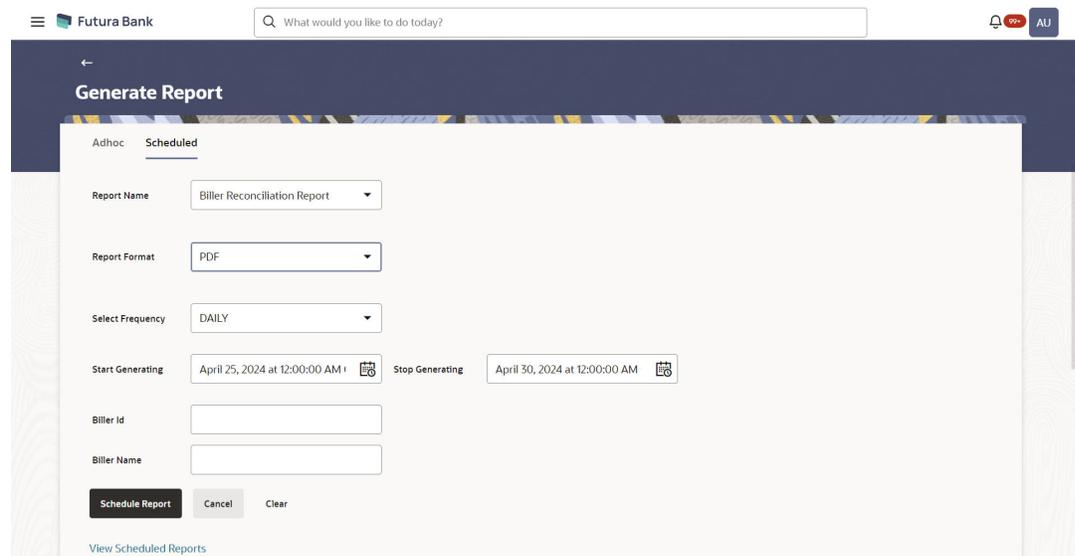 Futura Bank
What would you like to do today?
99+
AU
Generate Report
Adhoc Scheduled
Report Name Biller Reconciliation Report
Report Format PDF
Select Frequency DAILY
Start Generating April 25, 2024 at 12:00:00 AM Stop Generating April 30, 2024 at 12:00:00 AM
Biller Id
Biller Name
Schedule Report Cancel Clear
View Scheduled Reports